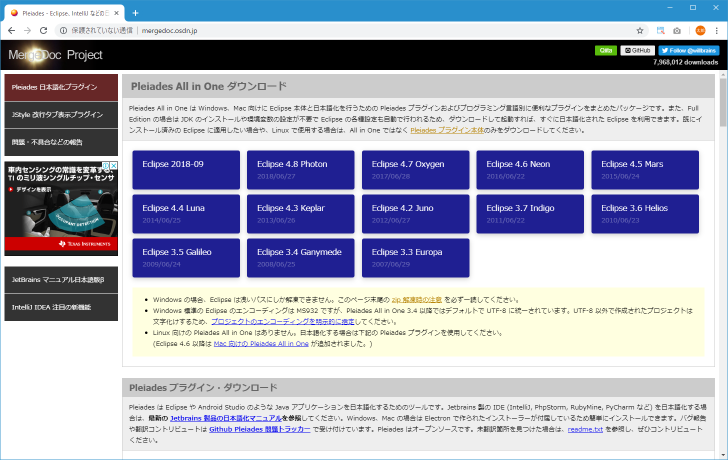 Pleiades - Eclipse, IntelliJ などの日
保護されていない通信 | mergedoc.osdn.jp
MergeDoc Project
Qiita
GitHub
Follow @willbrains
7,968,012 downloads
Pleiades 日本語化プラグイン
JStyle 改行タブ表示プラグイン
問題・不具合などの報告
車内センシングの常識を変革する、
TI のミリ波シングルチップ・センサ
デザインを表示
OCCUPANT DETECTION
TEXAS INSTRUMENTS
JetBrains マニュアル日本語版β
IntelliJ IDEA 注目の新機能
Pleiades All in One ダウンロード
Pleiades All in One は Windows、Mac 向けに Eclipse 本体と日本語化を行うための Pleiades プラグインおよびプログラミング言語別に便利なプラグインをまとめたパッケージです。また、Full
Edition の場合は JDK のインストールや環境変数の設定が不要で Eclipse の各種設定も自動で行われるため、ダウンロードして起動すれば、すぐに日本語化された Eclipse を利用できます。既にイ
ンストール済みの Eclipse に適用したい場合や、Linux で使用する場合は、All in One ではなく Pleiades プラグイン本体のみをダウンロードしてください。
Eclipse 2018-09
Eclipse 4.8 Photon
2018/06/27
Eclipse 4.7 Oxygen
2017/06/28
Eclipse 4.6 Neon
2016/06/22
Eclipse 4.5 Mars
2015/06/24
Eclipse 4.4 Luna
2014/06/25
Eclipse 4.3 Keplar
2013/06/26
Eclipse 4.2 Juno
2012/06/27
Eclipse 3.7 Indigo
2011/06/22
Eclipse 3.6 Helios
2010/06/23
Eclipse 3.5 Galileo
2009/06/24
Eclipse 3.4 Ganymede
2008/06/25
Eclipse 3.3 Europa
2007/06/29
Windows の場合、Eclipse は浅いパスにしか解凍できません。このページ末尾の zip 解凍時の注意 を必ず一読してください。
Windows 標準の Eclipse のエンコーディングは MS932 ですが、Pleiades All in One 3.4 以降ではデフォルトで UTF-8 に統一されています。UTF-8 以外で作成されたプロジェクトは
文字化けするため、プロジェクトのエンコーディングを明示的に指定してください。
Linux 向けの Pleiades All in One はありません。日本語化する場合は下記の Pleiades プラグインを使用してください。
(Eclipse 4.6 以降は Mac 向けの Pleiades All in One が追加されました。)
Pleiades プラグイン・ダウンロード
Pleiades は Eclipse や Android Studio のような Java アプリケーションを日本語化するためのツールです。Jetbrains 製の IDE (IntelliJ, PhpStorm, RubyMine, PyCharm など) を日本語化する場
合は、最新の Jetbrains 製品の日本語化マニュアルを参照してください。Windows、Mac の場合は Electron で作られたインストーラーが付属しているため簡単にインストールできます。バグ報告
や翻訳コントリビュートは Github Pleiades 問題トラッカー で受け付けています。Pleiades はオープンソースです。未翻訳箇所を見つけた場合は、readme.txt を参照し、ぜひコントリビュート
ください。